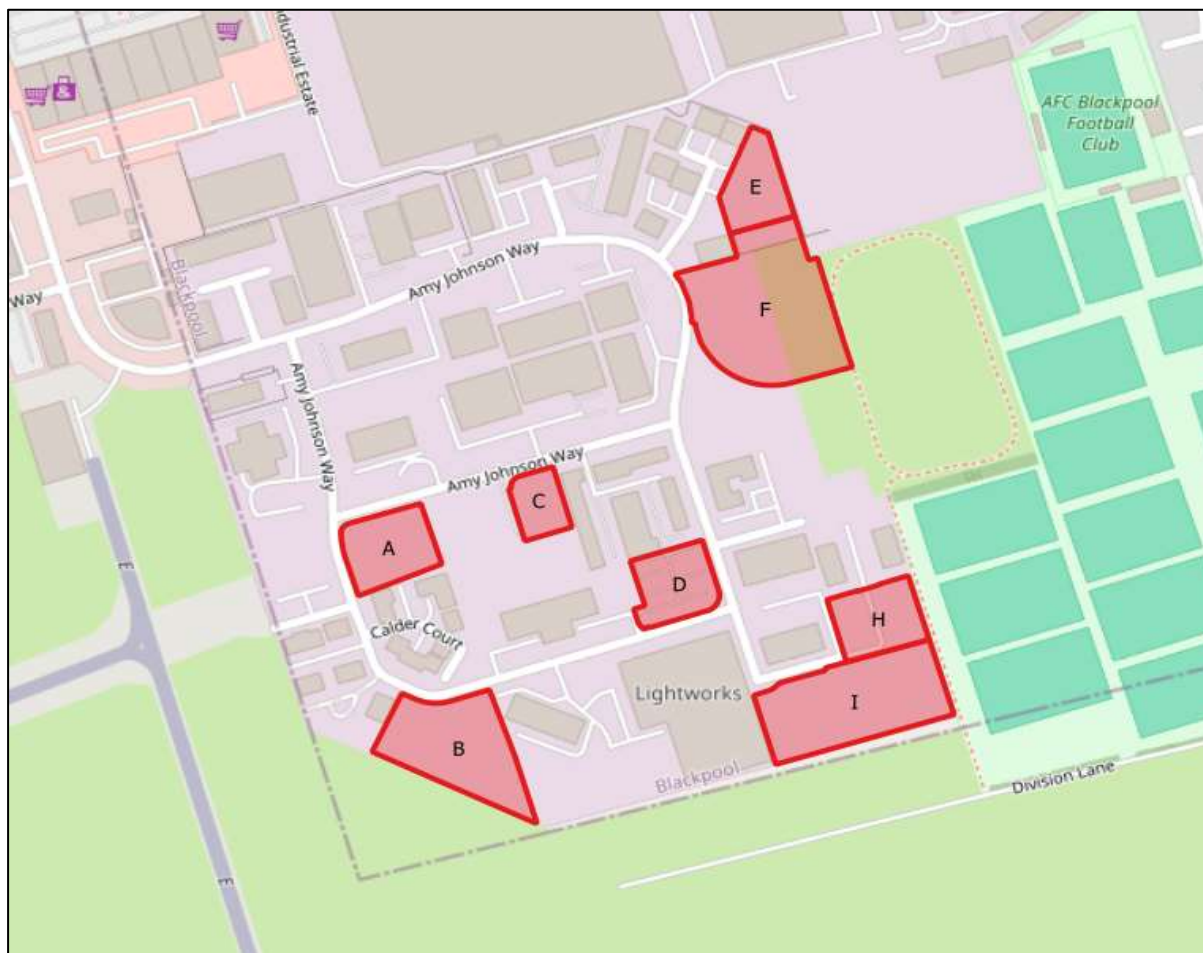 ndustrial Estate
AFC Blackpool
Football
Club
E
Way
Blackpool
Amy Johnson Way
F
Amy Johnson Way
Amy Johnson Way
C
A
E
D
H
Calder Court
Lightworks
I
B
Blackpool
Division Lane
E